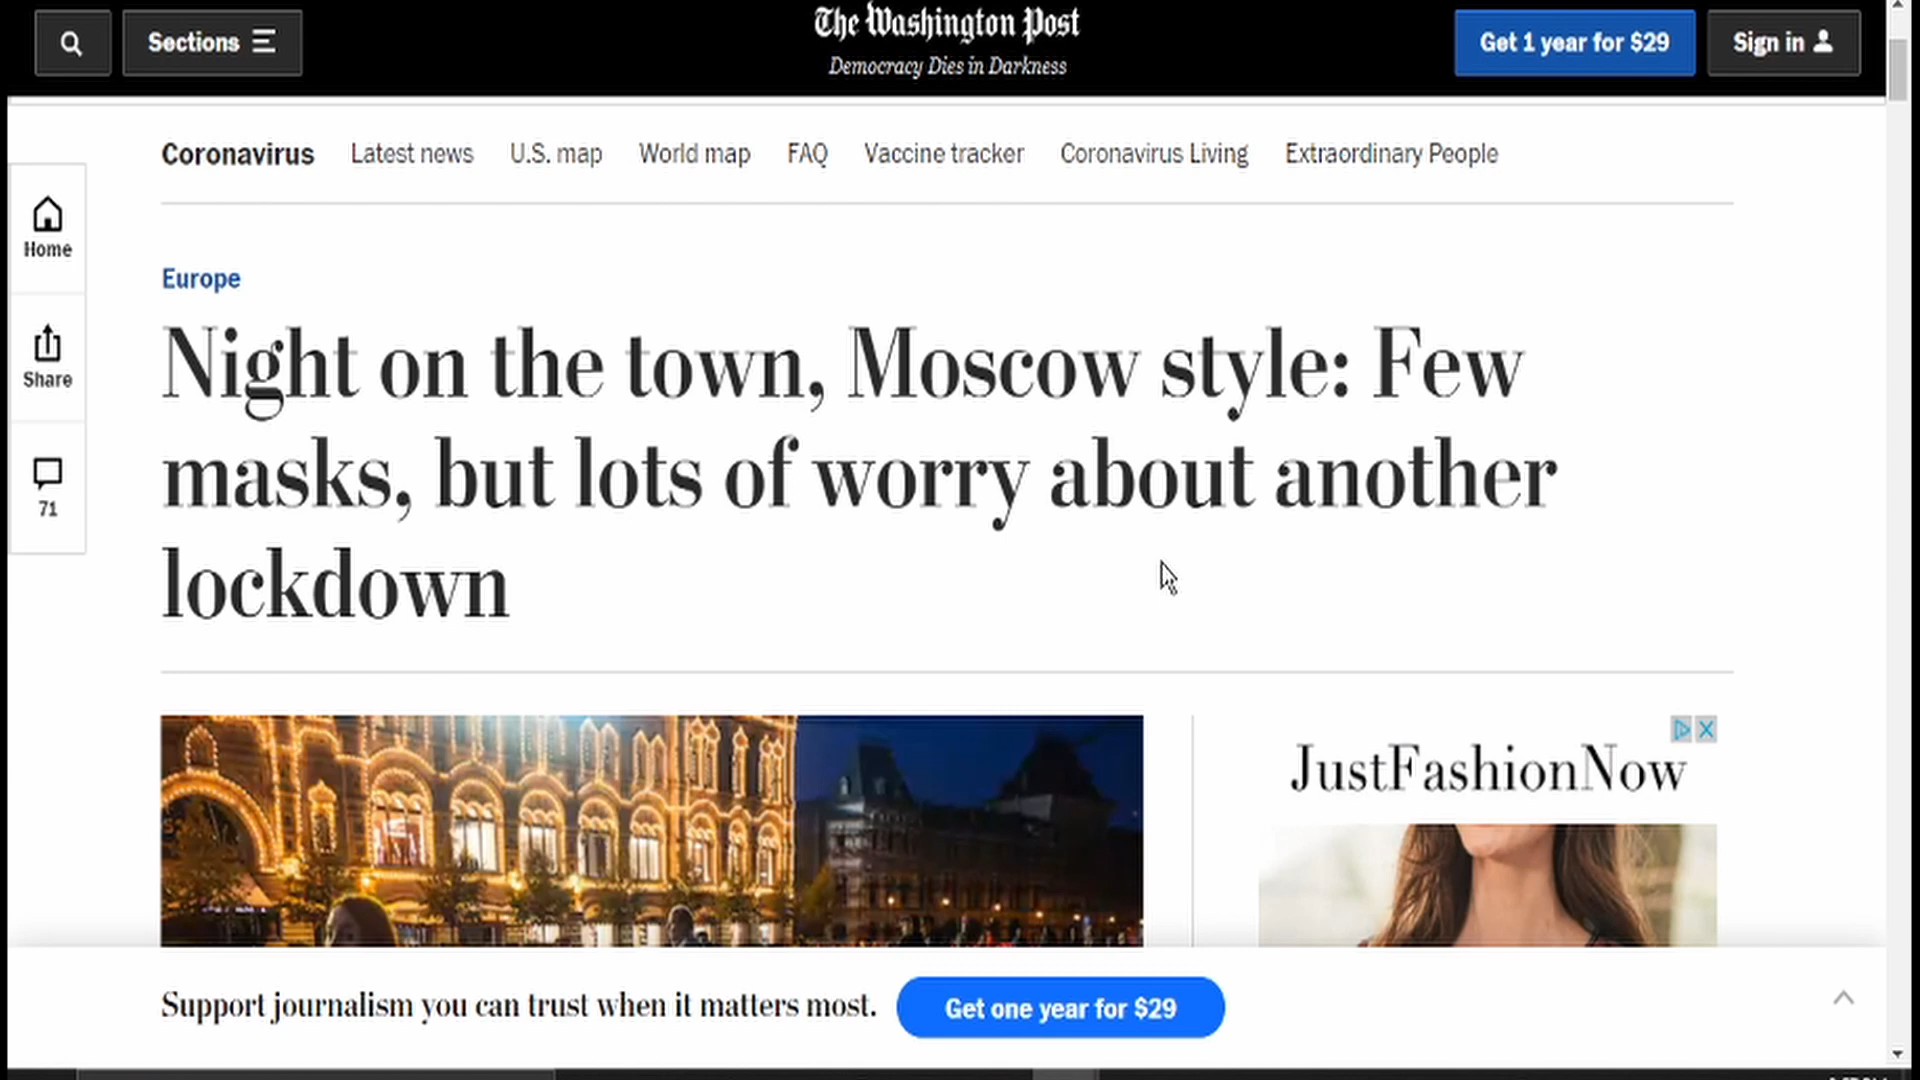 Sections
The Washington Post
Democracy Dies in Darkness
Get 1 year for $29
Sign in
Coronavirus Latest news U.S. map World map FAQ Vaccine tracker Coronavirus Living Extraordinary People
Home
Share
71
Europe
Night on the town, Moscow style: Few
masks, but lots of worry about another
lockdown
JustFashionNow
Support journalism you can trust when it matters most.
Get one year for $29